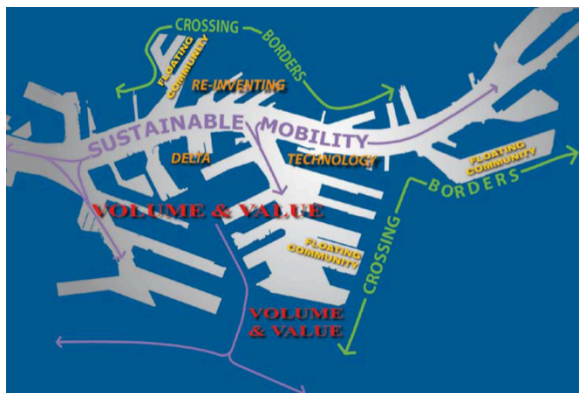 CROSSING
BORDERS
FLOATING
COMMUNITY
RE-INVENTING
SUSTAINABLE MOBILITY
DELTA
TECHNOLOGY
FLOATING
COMMUNITY
CROSSING BORDERS
VOLUME & VALUE
FLOATING
COMMUNITY
VOLUME
& VALUE